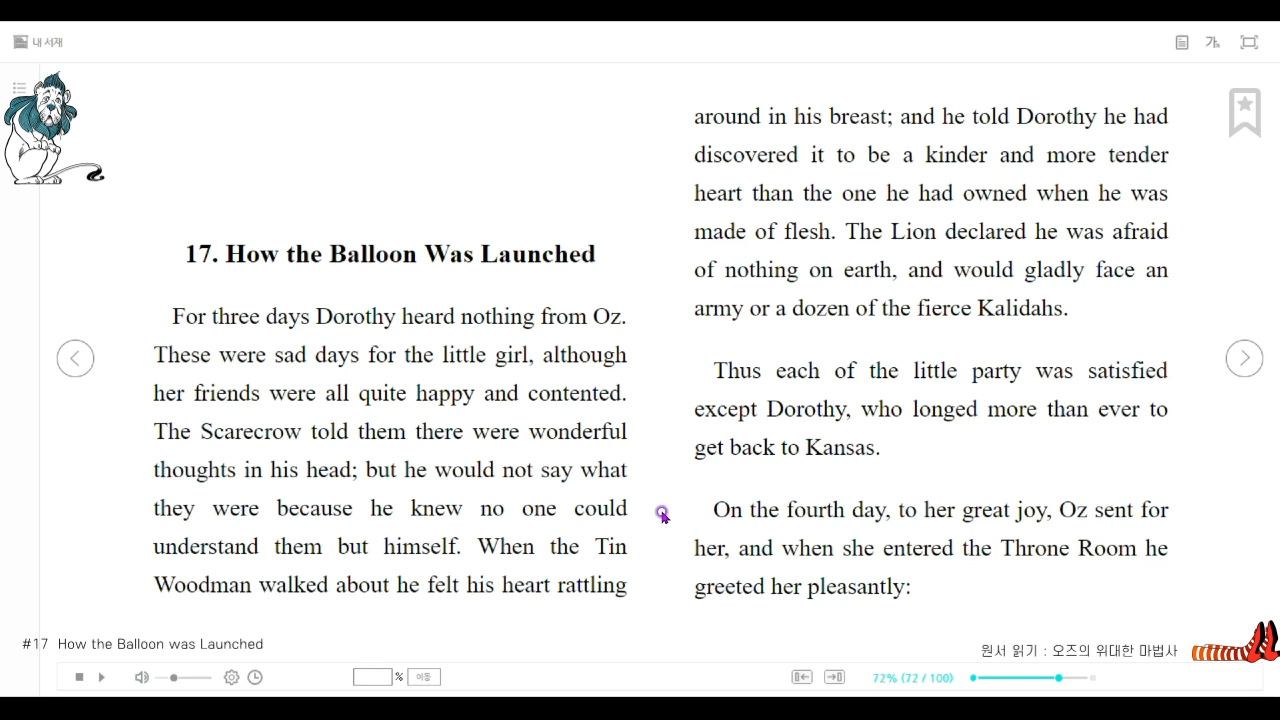 내 서재
가
17. How the Balloon Was Launched
For three days Dorothy heard nothing from Oz.
These were sad days for the little girl, although
her friends were all quite happy and contented.
The Scarecrow told them there were wonderful
thoughts in his head; but he would not say what
they were because he knew no one could
understand them but himself. When the Tin
Woodman walked about he felt his heart rattling
around in his breast; and he told Dorothy he had
discovered it to be a kinder and more tender
heart than the one he had owned when he was
made of flesh. The Lion declared he was afraid
of nothing on earth, and would gladly face an
army or a dozen of the fierce Kalidahs.
Thus each of the little party was satisfied
except Dorothy, who longed more than ever to
get back to Kansas.
On the fourth day, to her great joy, Oz sent for
her, and when she entered the Throne Room he
greeted her pleasantly:
#17 How the Balloon was Launched
원서 읽기 : 오즈의 위대한 마법사
% 이동
72% (72 / 100)